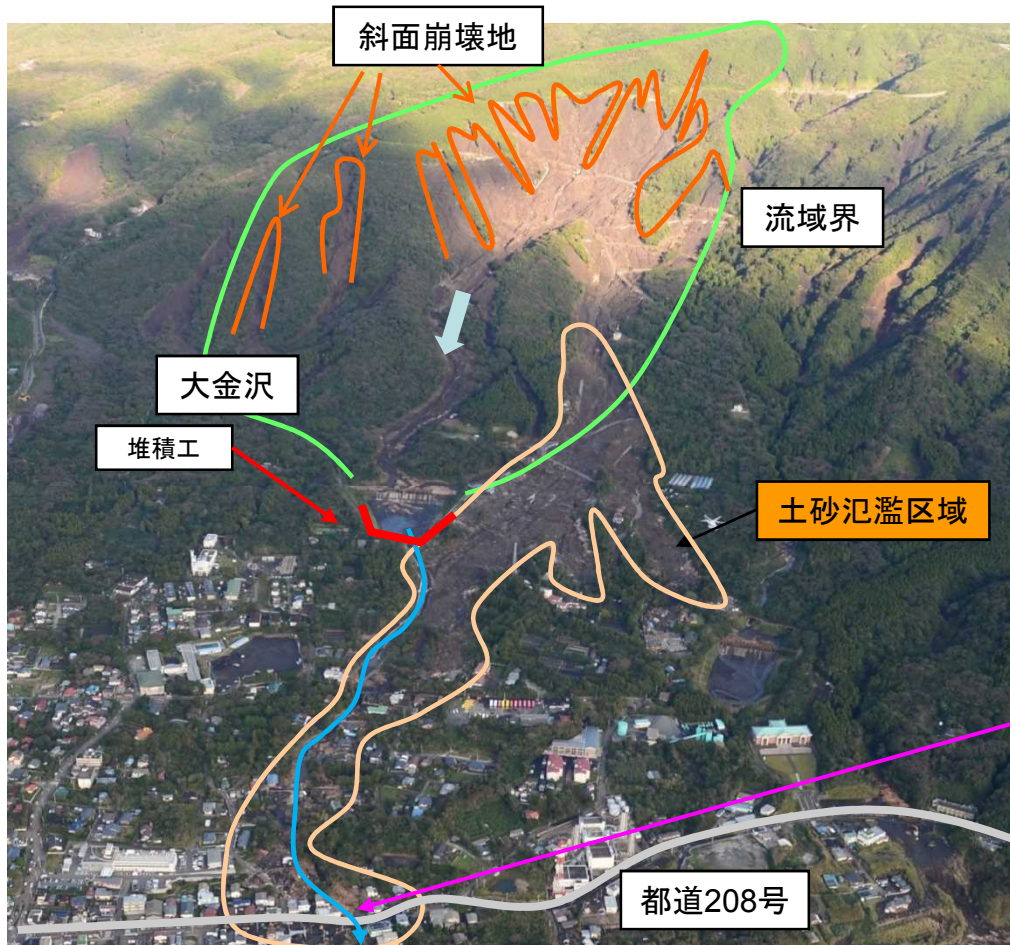 斜面崩壊地
流域界
大金沢
堆積工
土砂氾濫区域
都道208号